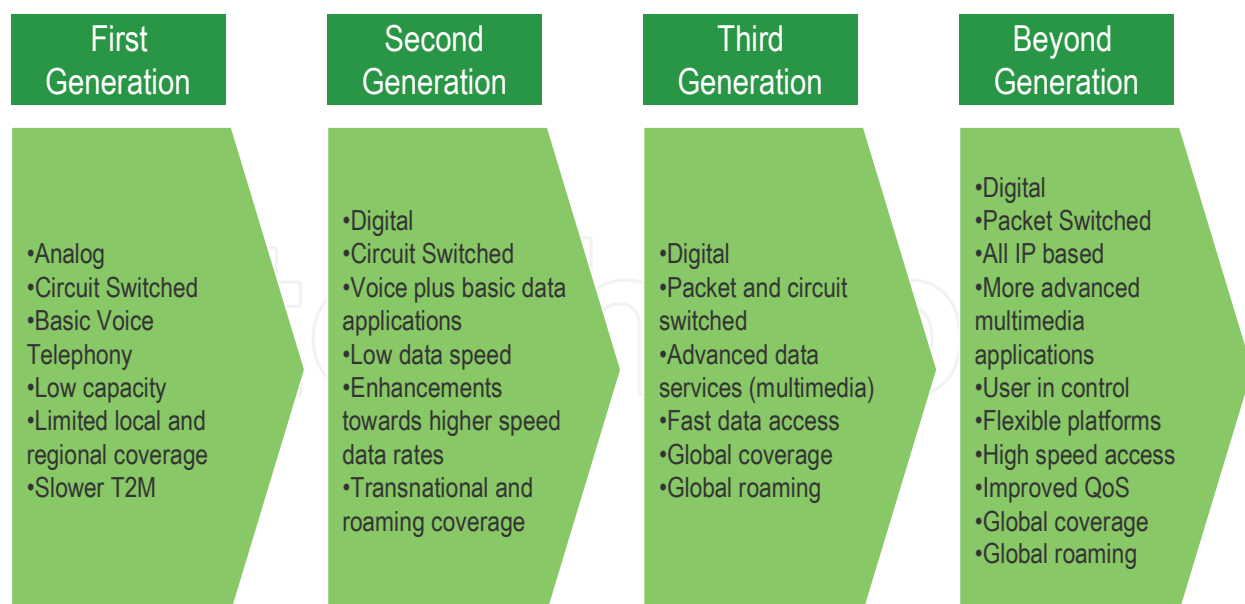 First
Generation
Second
Generation
Third
Generation
Beyond
Generation
•Analog
•Circuit Switched
•Basic Voice
Telephony
•Low capacity
•Limited local and
regional coverage
•Slower T2M
•Digital
•Circuit Switched
•Voice plus basic data
applications
•Low data speed
•Enhancements
towards higher speed
data rates
•Transnational and
roaming coverage
•Digital
•Packet and circuit
switched
•Advanced data
services (multimedia)
•Fast data access
•Global coverage
•Global roaming
•Digital
•Packet Switched
•All IP based
•More advanced
multimedia
applications
•User in control
•Flexible platforms
•High speed access
•Improved QoS
•Global coverage
•Global roaming